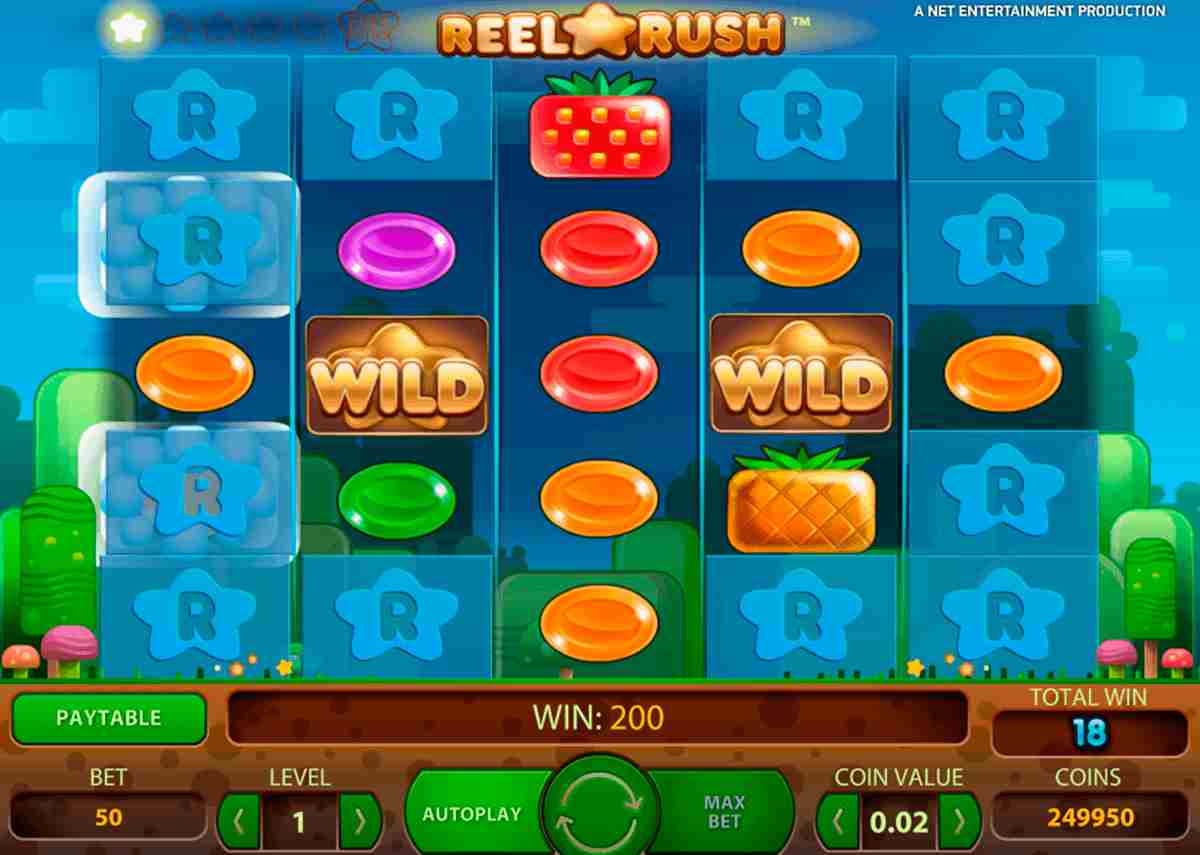 REEL RUSH™
A NET ENTERTAINMENT PRODUCTION
R R R R
R R
WILD WILD
R R
R R R R
PAYTABLE
WIN: 200
TOTAL WIN
18
BET
50
LEVEL
1
AUTOPLAY
MAX
BET
COIN VALUE
0.02
COINS
249950